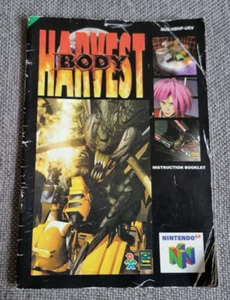 HARVEST
BODY
INSTRUCTION BOOKLET
NINTENDO 64